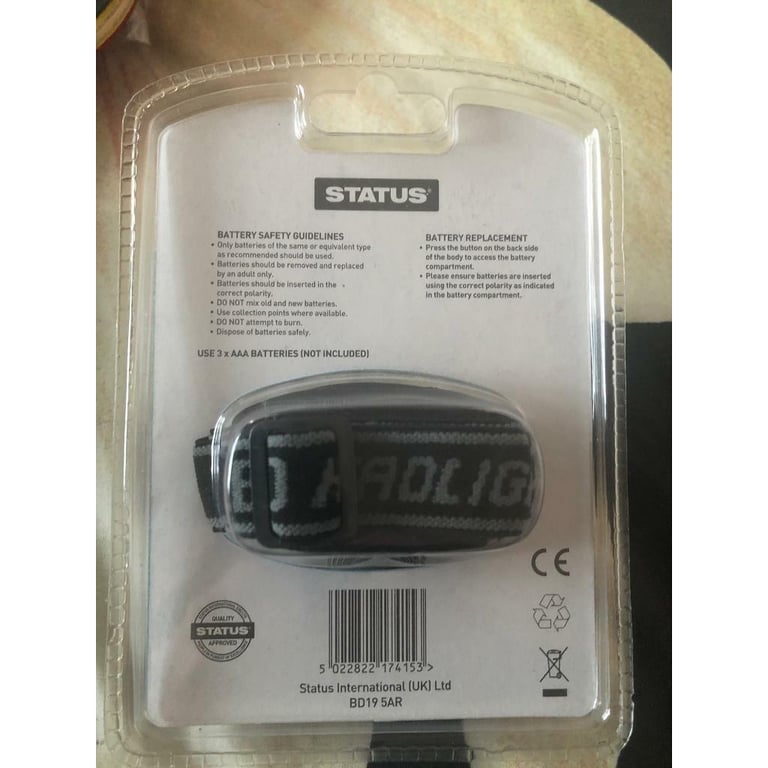 STATUS®
BATTERY SAFETY GUIDELINES
• Only batteries of the same or equivalent type
as recommended should be used.
• Batteries should be removed and replaced
by an adult only.
• Batteries should be inserted in the
correct polarity.
• DO NOT mix old and new batteries.
• Use collection points where available.
• DO NOT attempt to burn.
• Dispose of batteries safely.
USE 3 x AAA BATTERIES (NOT INCLUDED)
BATTERY REPLACEMENT
• Press the button on the back side
of the body to access the battery
compartment.
• Please ensure batteries are inserted
using the correct polarity as indicated
in the battery compartment.
ED HEADLIGH
CE
QUALITY
STATUS
APPROVED
5 022822 174153 >
Status International (UK) Ltd
BD19 5AR